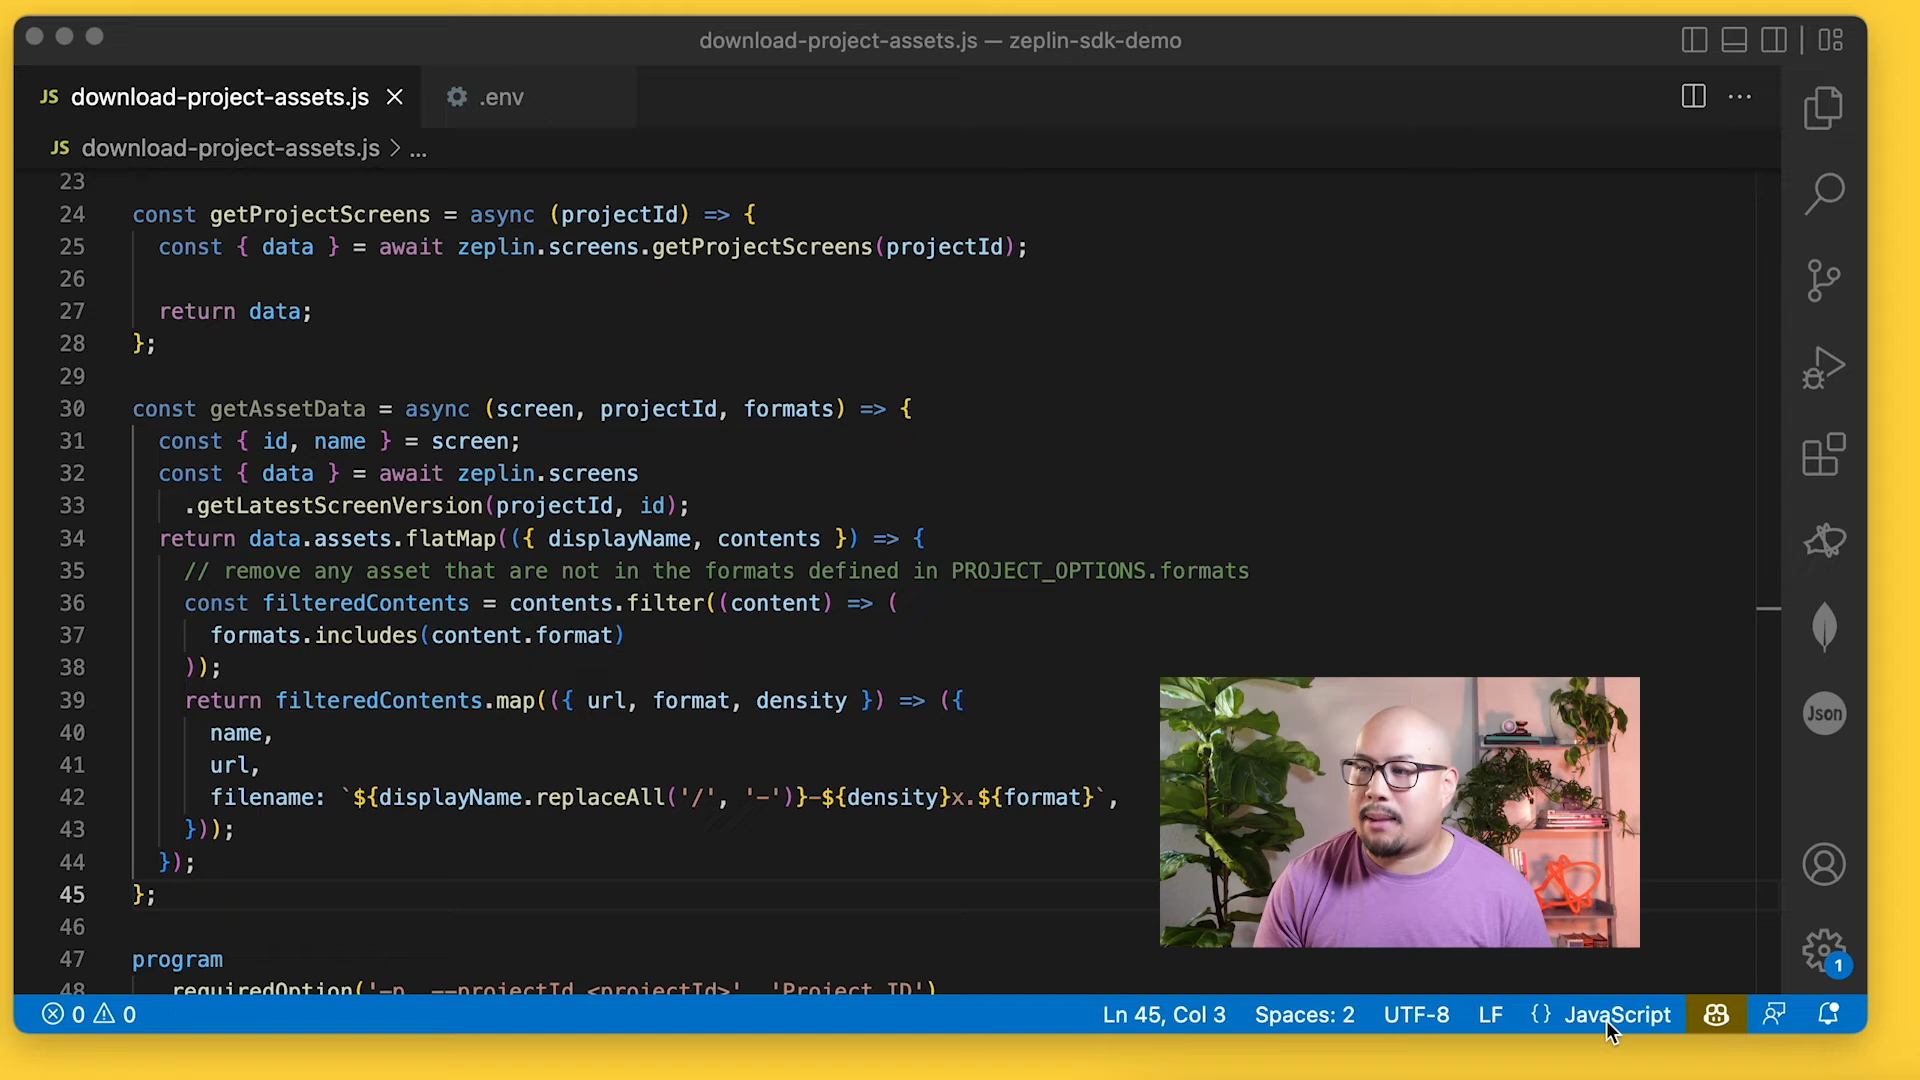 download-project-assets.js — zeplin-sdk-demo
JS download-project-assets.js
.env
JS download-project-assets.js > ...
23
24 const getProjectScreens = async (projectId) => {
25 const { data } = await zeplin.screens.getProjectScreens(projectId);
26
27 return data;
28 };
29
30 const getAssetData = async (screen, projectId, formats) => {
31 const { id, name } = screen;
32 const { data } = await zeplin.screens
33 .getLatestScreenVersion(projectId, id);
34 return data.assets.flatMap(({ displayName, contents }) => {
35 // remove any asset that are not in the formats defined in PROJECT_OPTIONS.formats
36 const filteredContents = contents.filter((content) => (
37 formats.includes(content.format)
38 ));
39 return filteredContents.map(({ url, format, density }) => ({
40 name,
41 url,
42 filename: `${displayName.replaceAll('/', '-')}-${density}x.${format}`,
43 }));
44 });
45 };
46
47 program
48 .requiredOption('-p, --projectId <projectId>', 'Project ID')
Json
1
0 0
Ln 45, Col 3 Spaces: 2 UTF-8 LF {} JavaScript